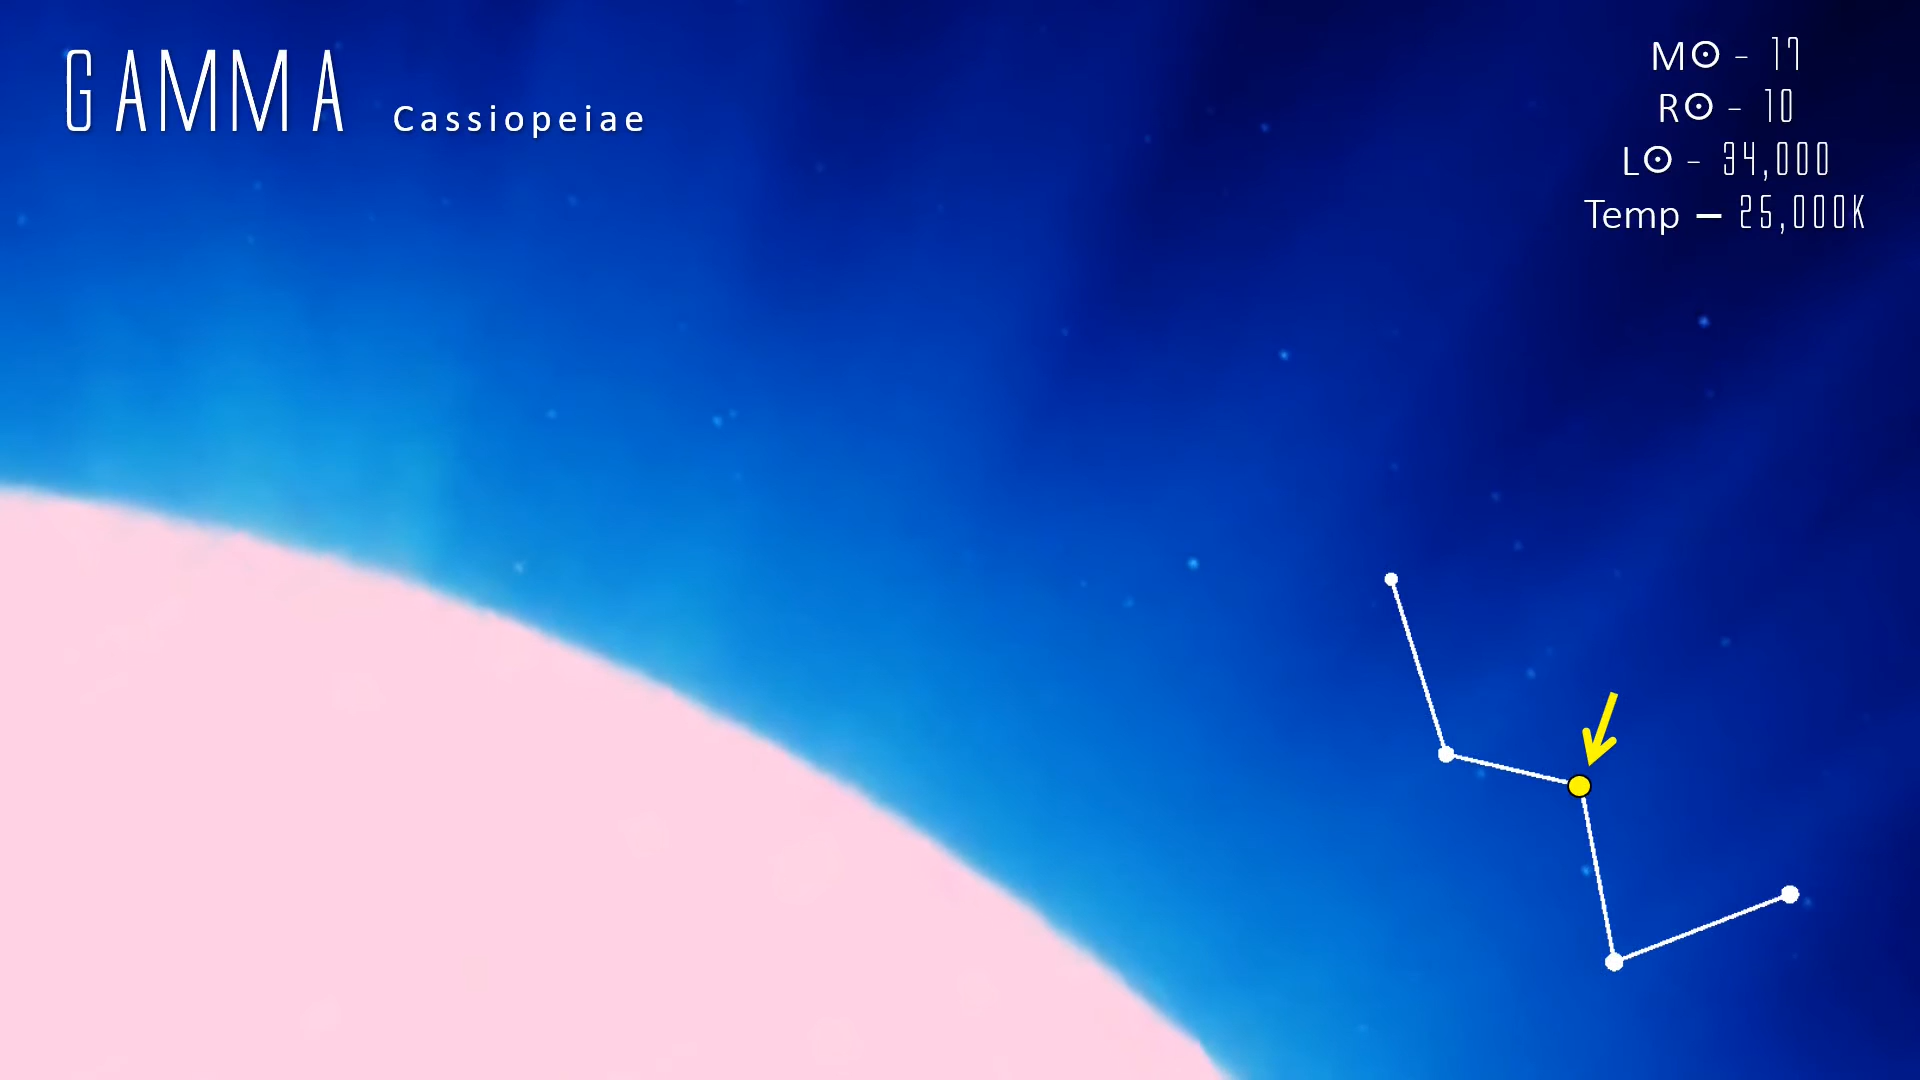 GAMMA Cassiopeiae
M☉ - 17
R☉ - 10
L☉ - 34,000
Temp – 25,000K